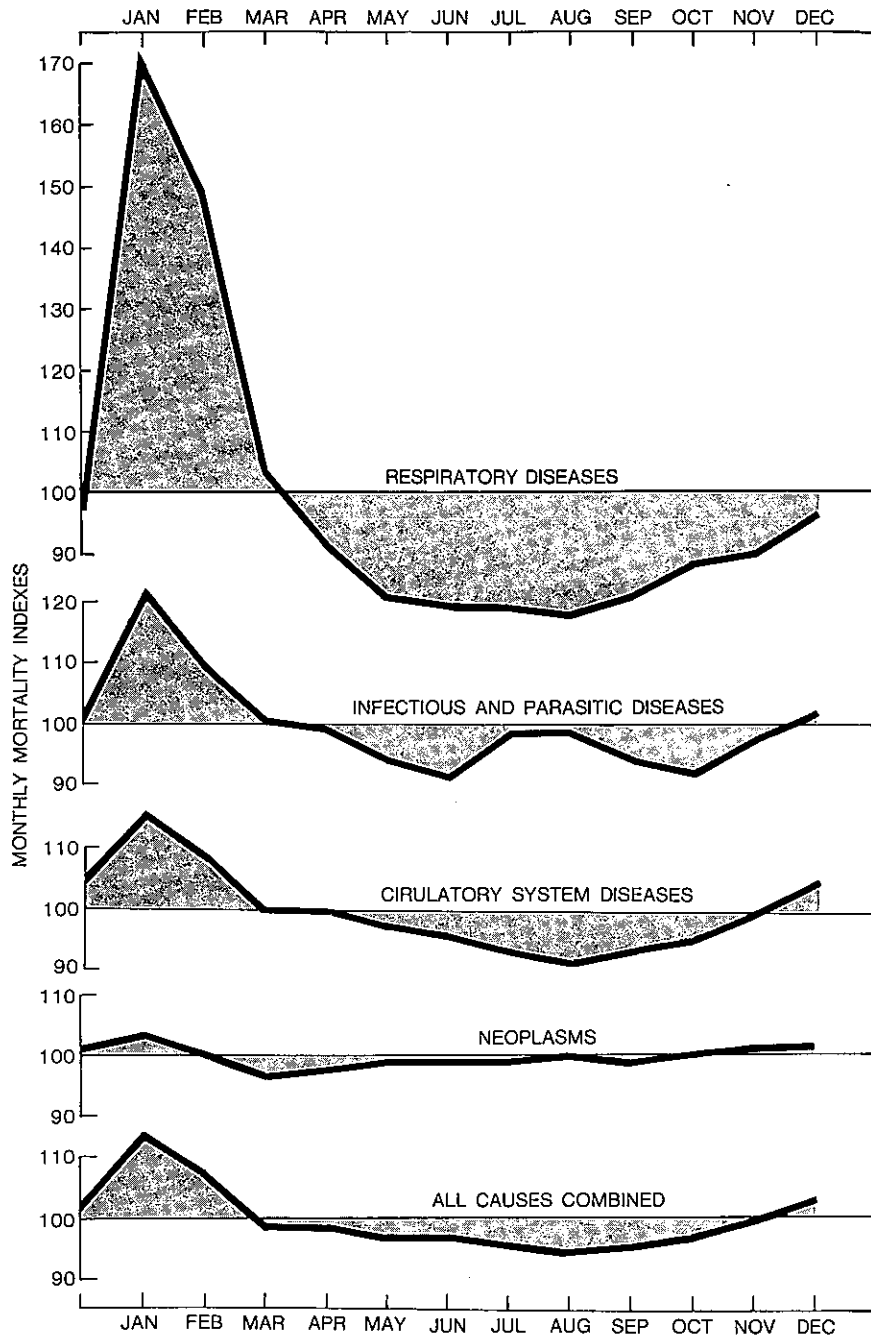 JAN FEB MAR APR MAY JUN JUL AUG SEP OCT NOV DEC
170
160
150
140
130
120
110
RESPIRATORY DISEASES
100
90
MONTHLY MORTALITY INDEXES
120
110
INFECTIOUS AND PARASITIC DISEASES
100
90
110
CIRULATORY SYSTEM DISEASES
100
90
110
NEOPLASMS
100
90
110
ALL CAUSES COMBINED
100
90
JAN FEB MAR APR MAY JUN JUL AUG SEP OCT NOV DEC